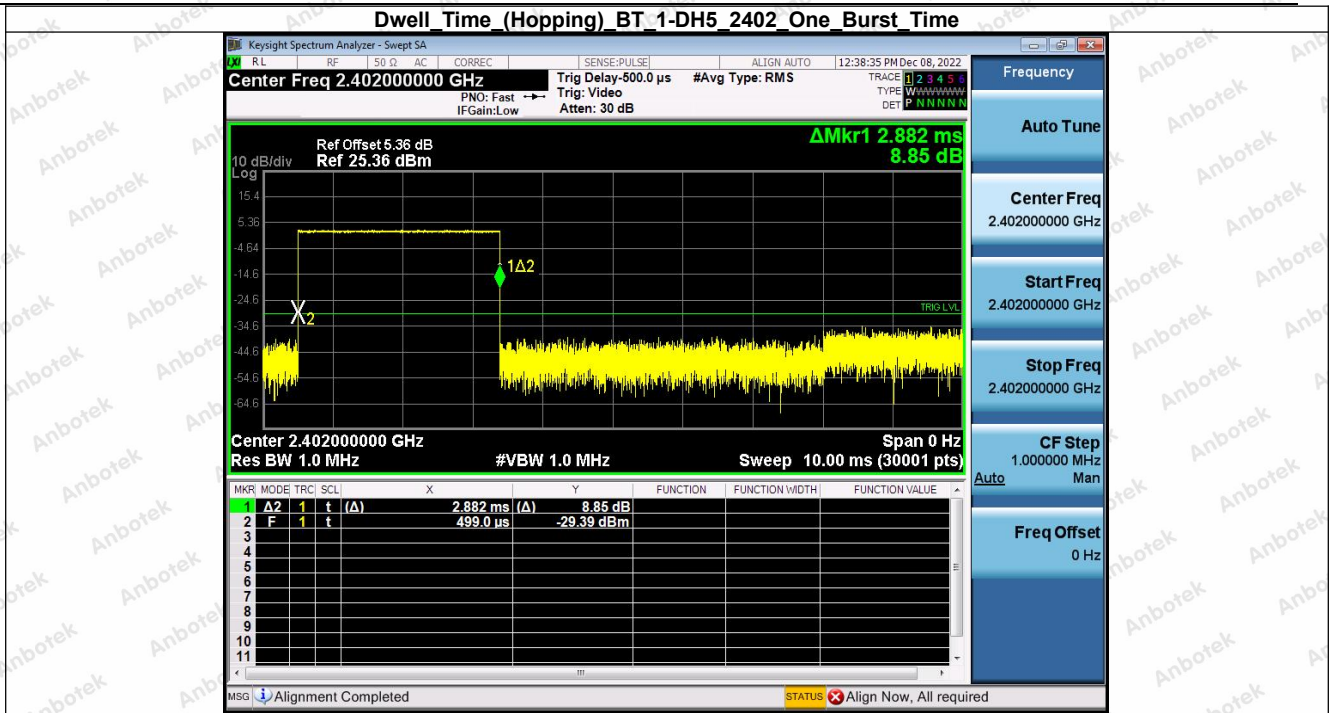 Dwell_Time_(Hopping)_BT_1-DH5_2402_One_Burst_Time
Keysight Spectrum Analyzer - Swept SA
LXI RL RF 50 Ω AC CORREC SENSE:PULSE ALIGN AUTO 12:38:35 PM Dec 08, 2022
Center Freq 2.402000000 GHz
PNO: Fast
IFGain:Low
Trig Delay-500.0 µs
Trig: Video
Atten: 30 dB
#Avg Type: RMS
TRACE 1 2 3 4 5 6
TYPE WWWWWW
DET P N N N N N
Ref Offset 5.36 dB
10 dB/div Ref 25.36 dBm
Log
ΔMkr1 2.882 ms
8.85 dB
15.4
5.36
-4.64
-14.6
-24.6
-34.6
-44.6
-54.6
-64.6
1Δ2
2
TRIG LVL
Center 2.402000000 GHz Span 0 Hz
Res BW 1.0 MHz #VBW 1.0 MHz Sweep 10.00 ms (30001 pts)
MKR MODE TRC SCL X Y FUNCTION FUNCTION WIDTH FUNCTION VALUE
1 Δ2 1 t (Δ) 2.882 ms (Δ) 8.85 dB
2 F 1 t 499.0 µs -29.39 dBm
3
4
5
6
7
8
9
10
11
MSG Alignment Completed STATUS Align Now, All required
Frequency
Auto Tune
Center Freq
2.402000000 GHz
Start Freq
2.402000000 GHz
Stop Freq
2.402000000 GHz
CF Step
1.000000 MHz
Auto Man
Freq Offset
0 Hz
Anbotek